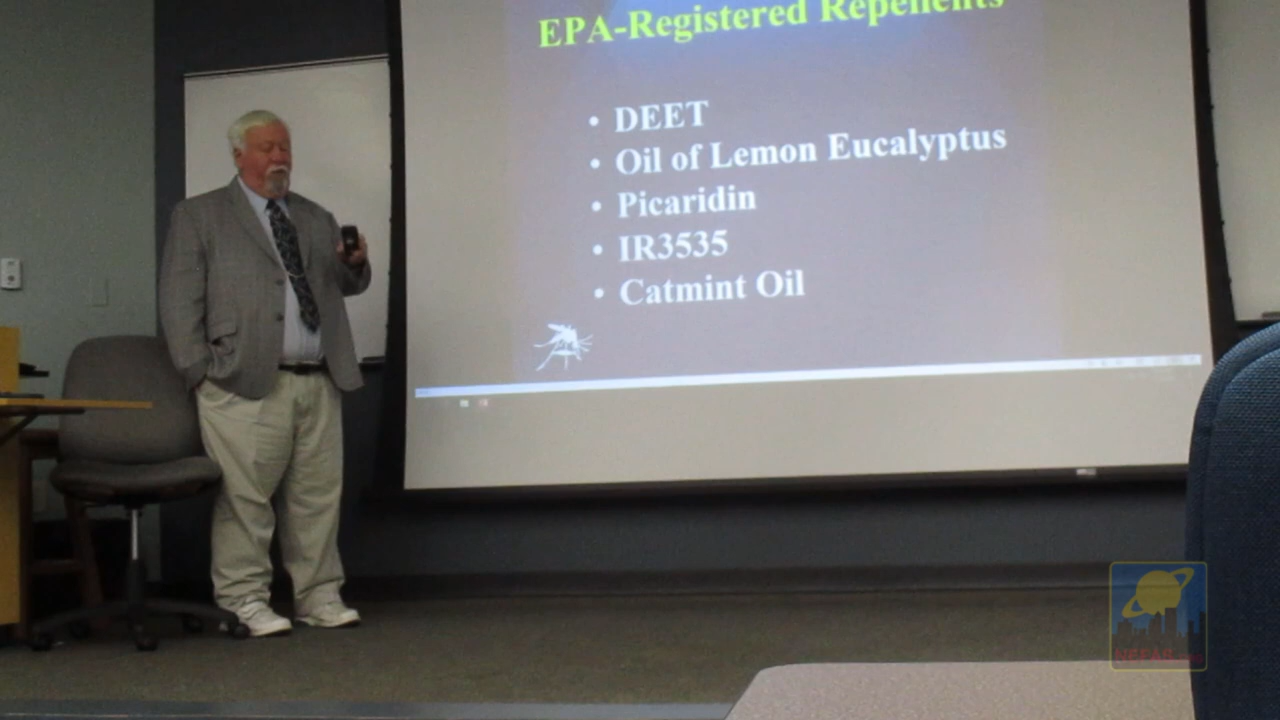 EPA-Registered Repellents
• DEET
• Oil of Lemon Eucalyptus
• Picaridin
• IR3535
• Catmint Oil